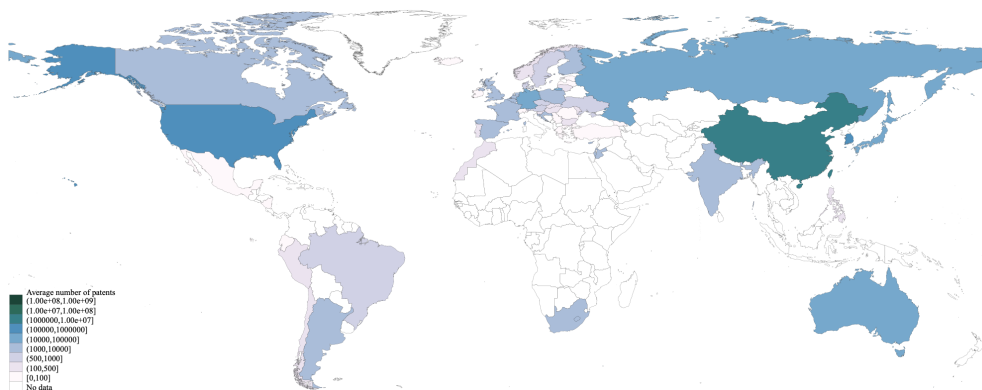 Average number of patents
(1.00e+08,1.00e+09]
(1.00e+07,1.00e+08]
(1000000,1.00e+07]
(100000,1000000]
(10000,100000]
(1000,10000]
(500,1000]
(100,500]
[0,100]
No data